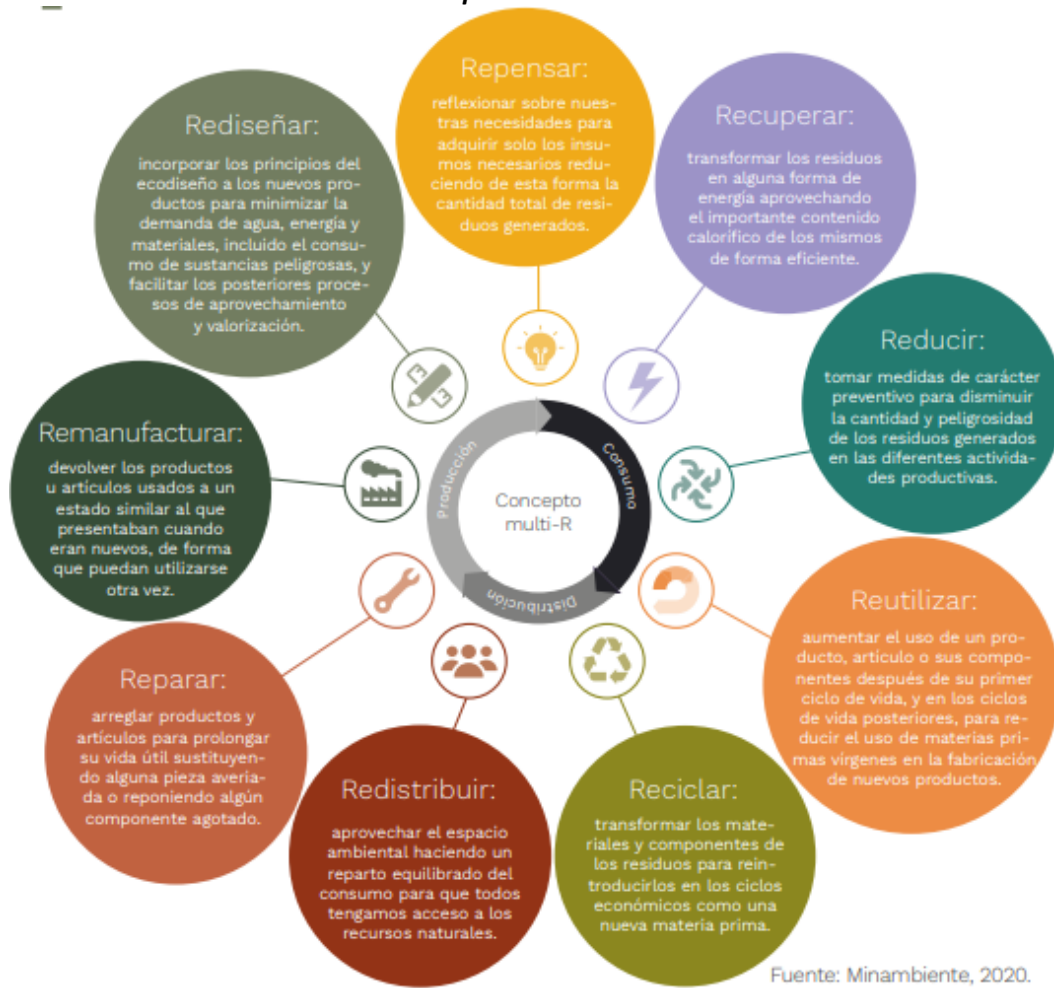 Repensar:
reflexionar sobre nues-
tras necesidades para
adquirir solo los insu-
mos necesarios redu-
ciendo de esta forma la
cantidad total de resi-
duos generados.
Recuperar:
transformar los residuos
en alguna forma de
energía aprovechando
el importante contenido
calorífico de los mismos
de forma eficiente.
Reducir:
tomar medidas de carácter
preventivo para disminuir
la cantidad y peligrosidad
de los residuos generados
en las diferentes activida-
des productivas.
Reutilizar:
aumentar el uso de un pro-
ducto, artículo o sus compo-
nentes después de su primer
ciclo de vida, y en los ciclos
de vida posteriores, para re-
ducir el uso de materias pri-
mas vírgenes en la fabricación
de nuevos productos.
Reciclar:
transformar los mate-
riales y componentes de
los residuos para rein-
troducirlos en los ciclos
económicos como una
nueva materia prima.
Redistribuir:
aprovechar el espacio
ambiental haciendo un
reparto equilibrado del
consumo para que todos
tengamos acceso a los
recursos naturales.
Reparar:
arreglar productos y
artículos para prolongar
su vida útil sustituyen-
do alguna pieza averia-
da o reponiendo algún
componente agotado.
Remanufacturar:
devolver los productos
u artículos usados a un
estado similar al que
presentaban cuando
eran nuevos, de forma
que puedan utilizarse
otra vez.
Rediseñar:
incorporar los principios del
ecodiseño a los nuevos pro-
ductos para minimizar la
demanda de agua, energía y
materiales, incluido el consu-
mo de sustancias peligrosas, y
facilitar los posteriores proce-
sos de aprovechamiento
y valorización.
Producción
Consumo
Distribución
Concepto
multi-R
Fuente: Minambiente, 2020.